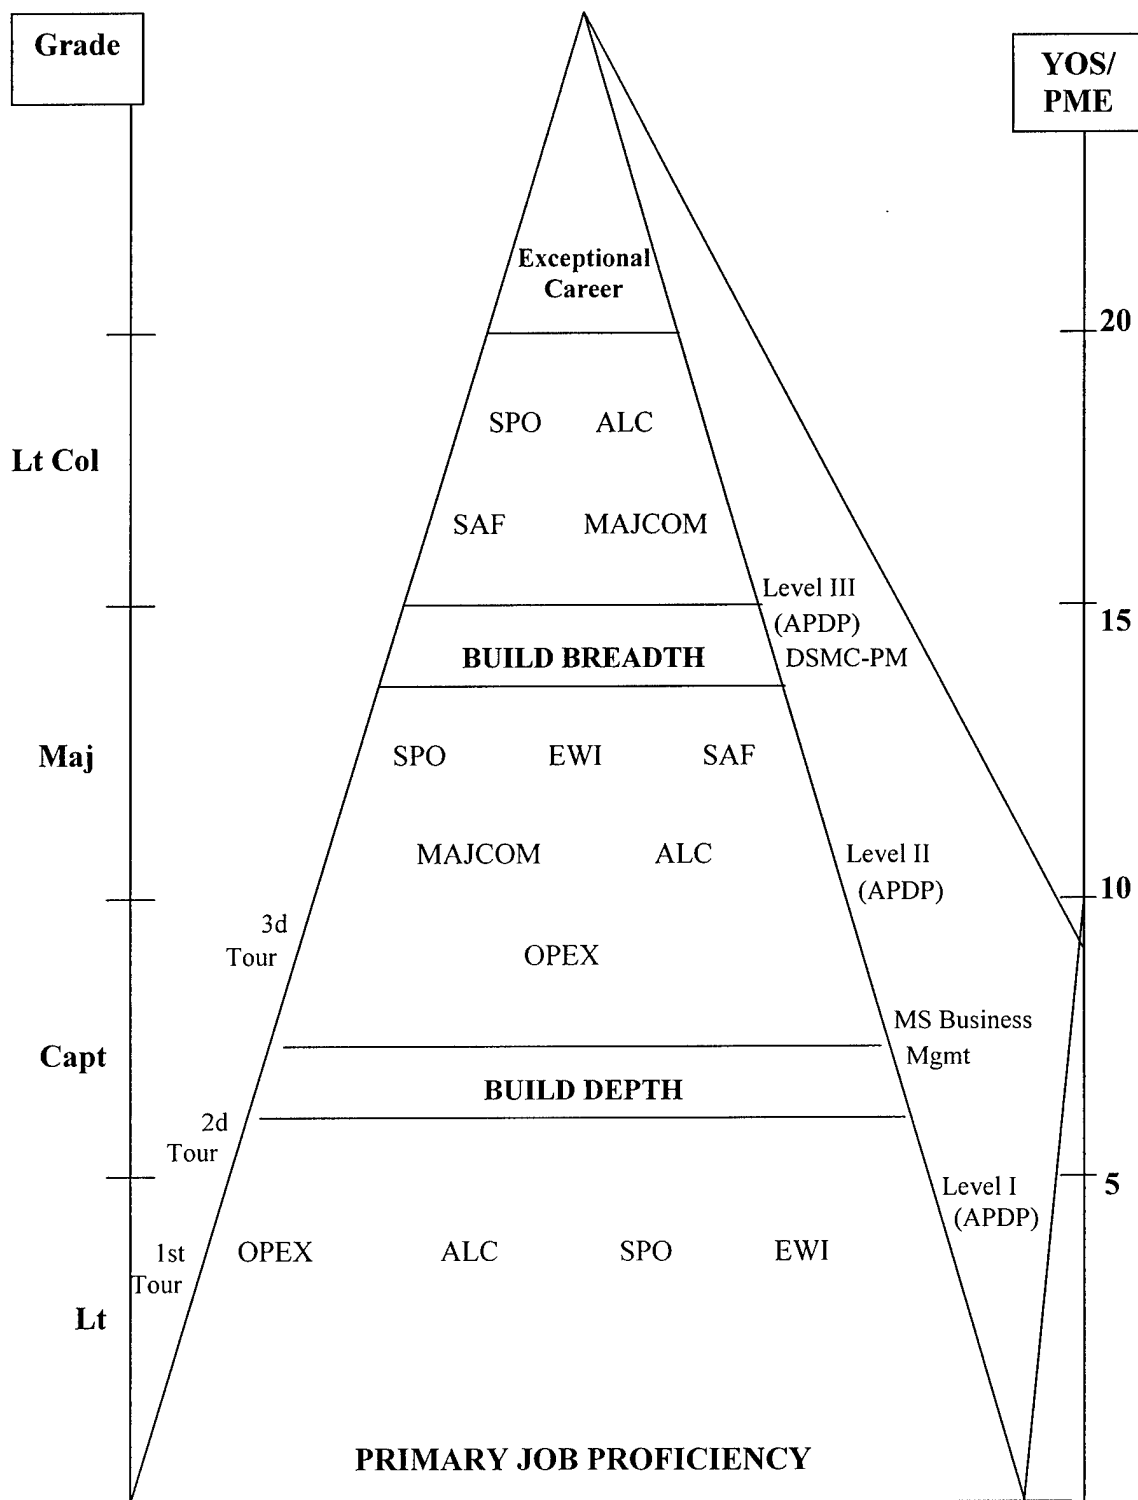 Grade
YOS/
PME
Exceptional
Career
20
SPO ALC
Lt Col
SAF MAJCOM
Level III
15
(APDP)
BUILD BREADTH DSMC-PM
Maj SPO EWI SAF
MAJCOM ALC Level II
(APDP) 10
3d
Tour OPEX
MS Business
Capt Mgmt
BUILD DEPTH
2d
Tour
Level I 5
(APDP)
1st OPEX ALC SPO EWI
Tour
Lt
PRIMARY JOB PROFICIENCY